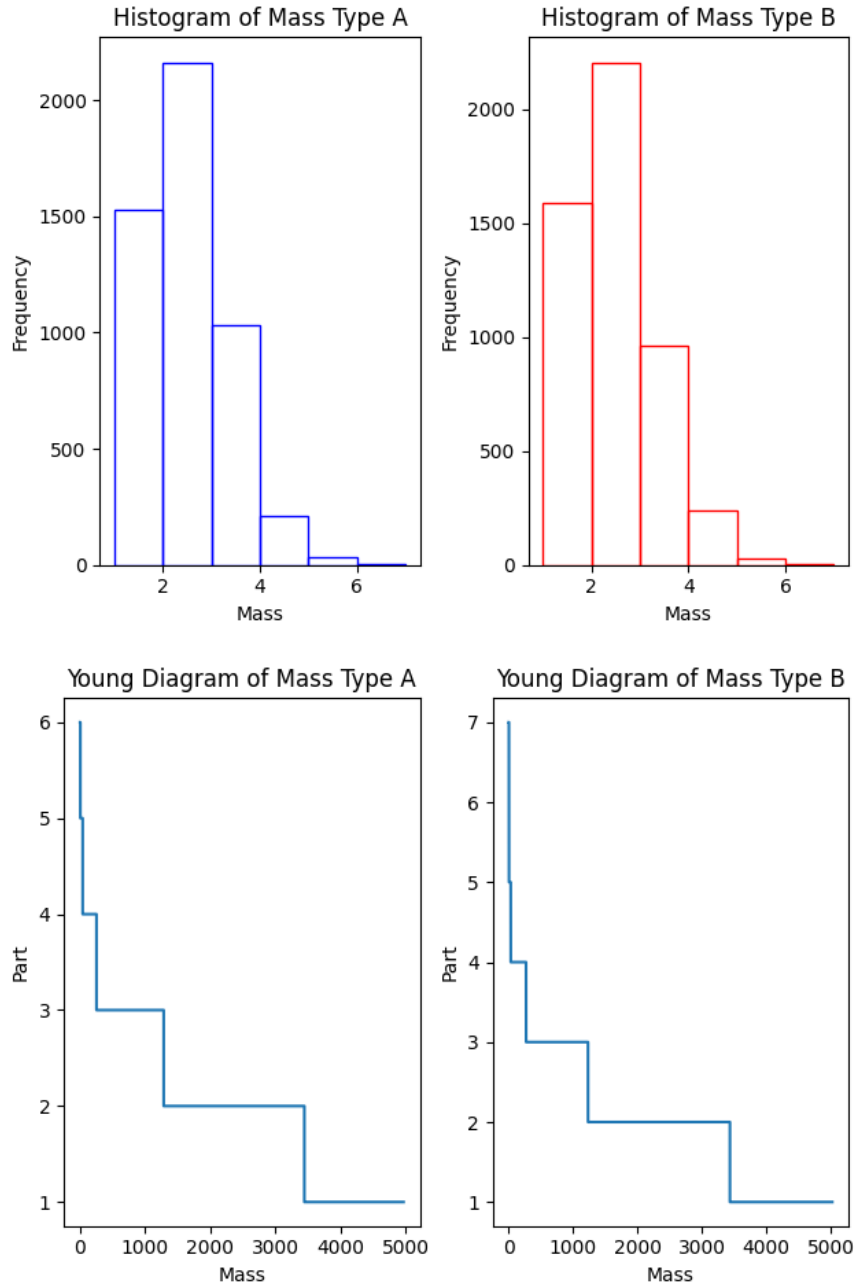 Histogram of Mass Type A
Frequency
2000
1500
1000
500
0
2 4 6
Mass
Histogram of Mass Type B
Frequency
2000
1500
1000
500
0
2 4 6
Mass
Young Diagram of Mass Type A
Part
6
5
4
3
2
1
0 1000 2000 3000 4000 5000
Mass
Young Diagram of Mass Type B
Part
7
6
5
4
3
2
1
0 1000 2000 3000 4000 5000
Mass